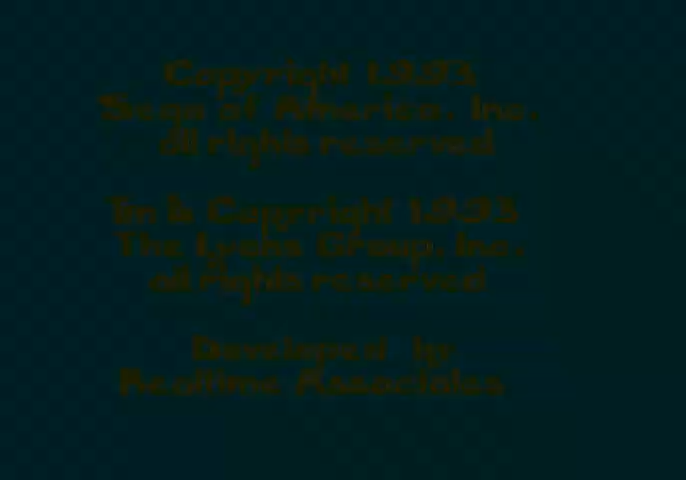 Copyright 1993
Sega of America, Inc.
all rights reserved
Tm & Copyright 1993
The Lyons Group, Inc.
all rights reserved
Developed by
Realtime Associates